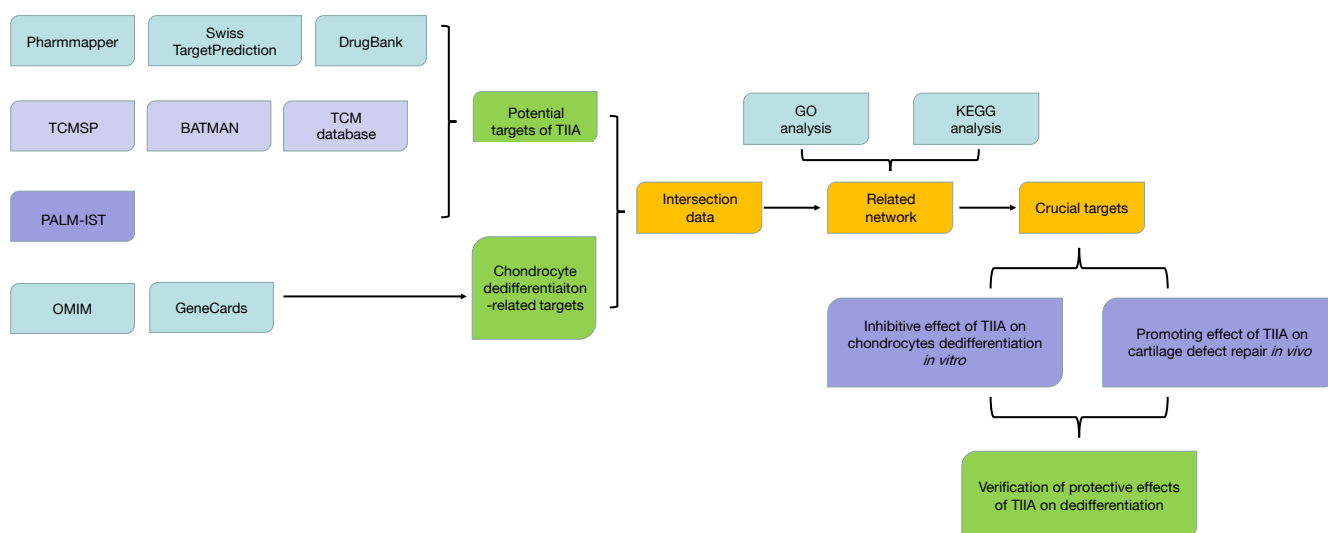 Pharmmapper
Swiss
TargetPrediction
DrugBank
TCMSP
BATMAN
TCM
database
PALM-IST
OMIM
GeneCards
Potential
targets of TIIA
Chondrocyte
dedifferentiaiton
-related targets
Intersection
data
GO
analysis
KEGG
analysis
Related
network
Crucial targets
Inhibitive effect of TIIA on
chondrocytes dedifferentiation
in vitro
Promoting effect of TIIA on
cartilage defect repair in vivo
Verification of protective effects
of TIIA on dedifferentiation